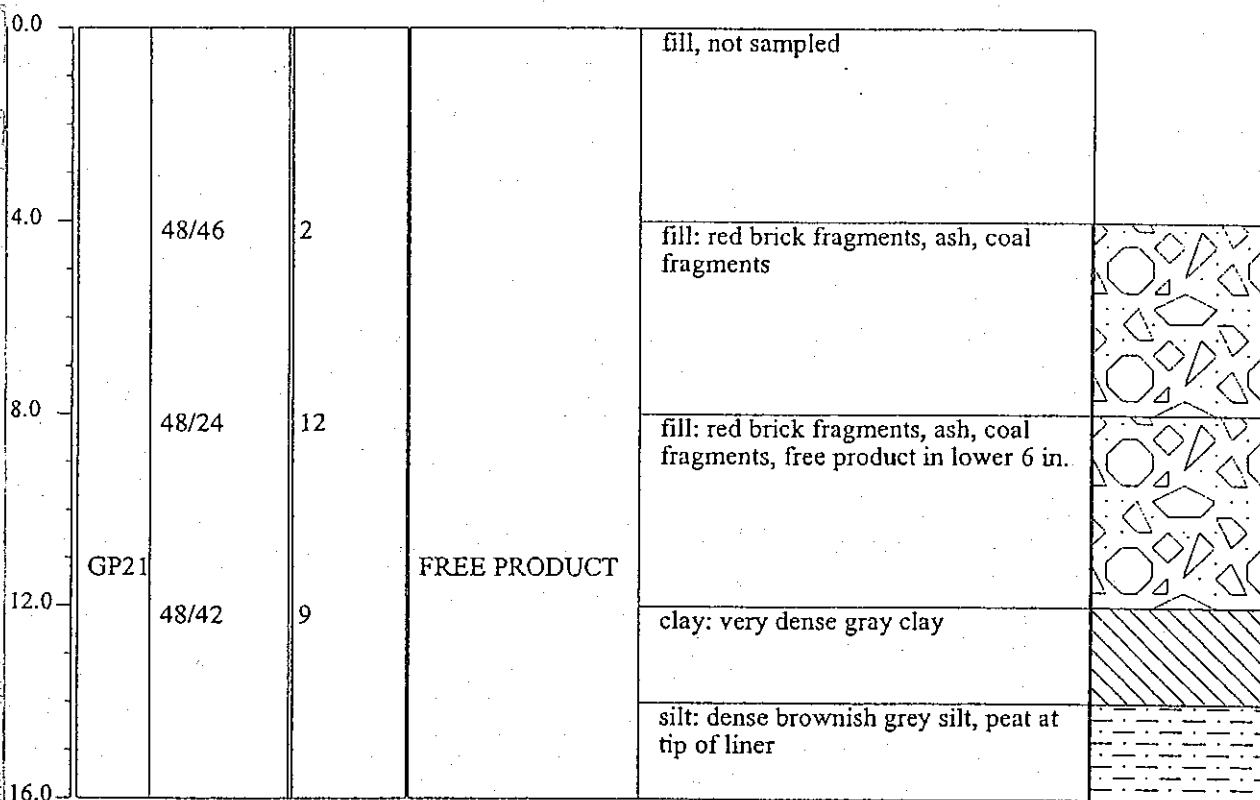 0.0
fill, not sampled
4.0
48/46
2
fill: red brick fragments, ash, coal
fragments
8.0
48/24
12
fill: red brick fragments, ash, coal
fragments, free product in lower 6 in.
GP21
FREE PRODUCT
12.0
48/42
9
clay: very dense gray clay
silt: dense brownish grey silt, peat at
tip of liner
16.0